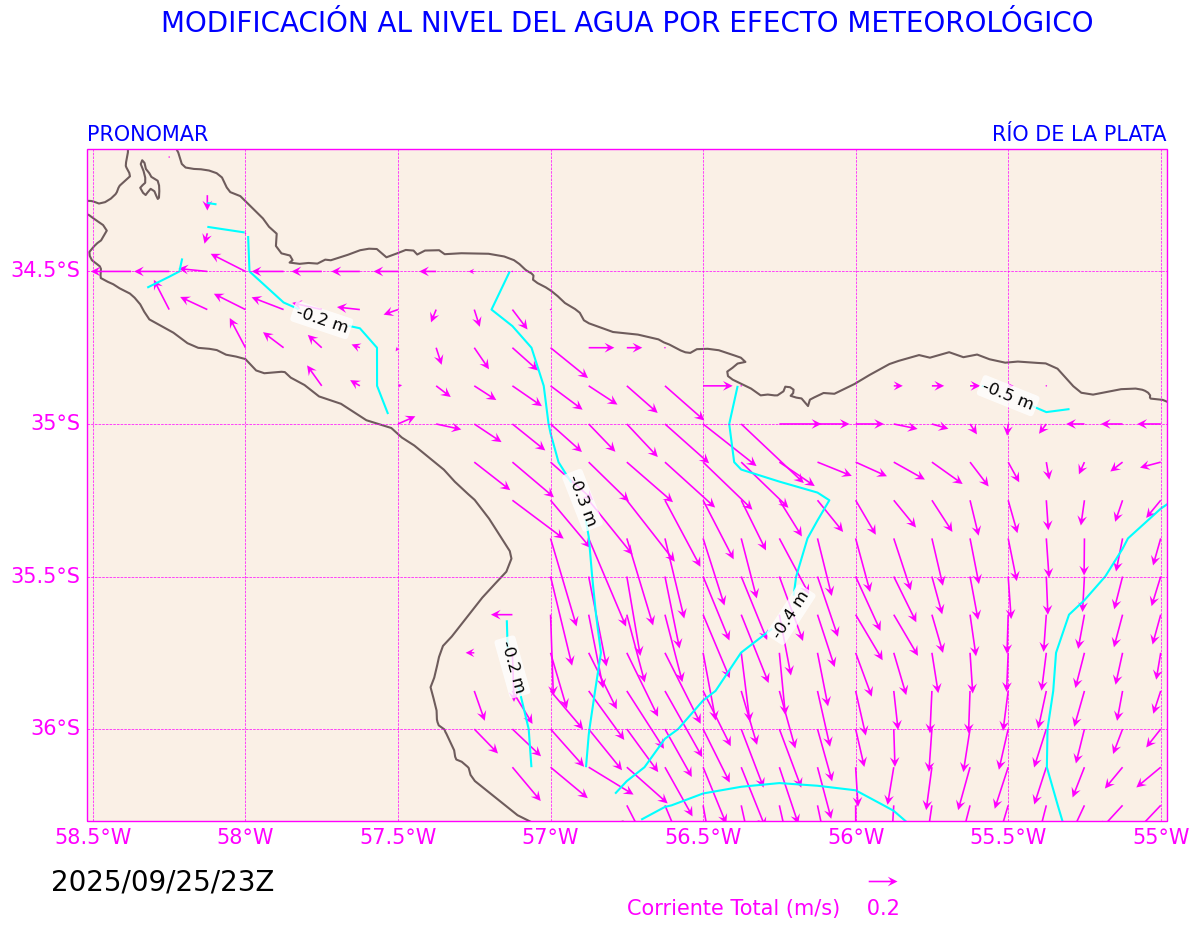 MODIFICACIÓN AL NIVEL DEL AGUA POR EFECTO METEOROLÓGICO
PRONOMAR
RÍO DE LA PLATA
34.5°S
-0.2 m
-0.5 m
35°S
-0.3 m
35.5°S
-0.4 m
-0.2 m
36°S
58.5°W
58°W
57.5°W
57°W
56.5°W
56°W
55.5°W
55°W
2025/09/25/23Z
Corriente Total (m/s)
0.2